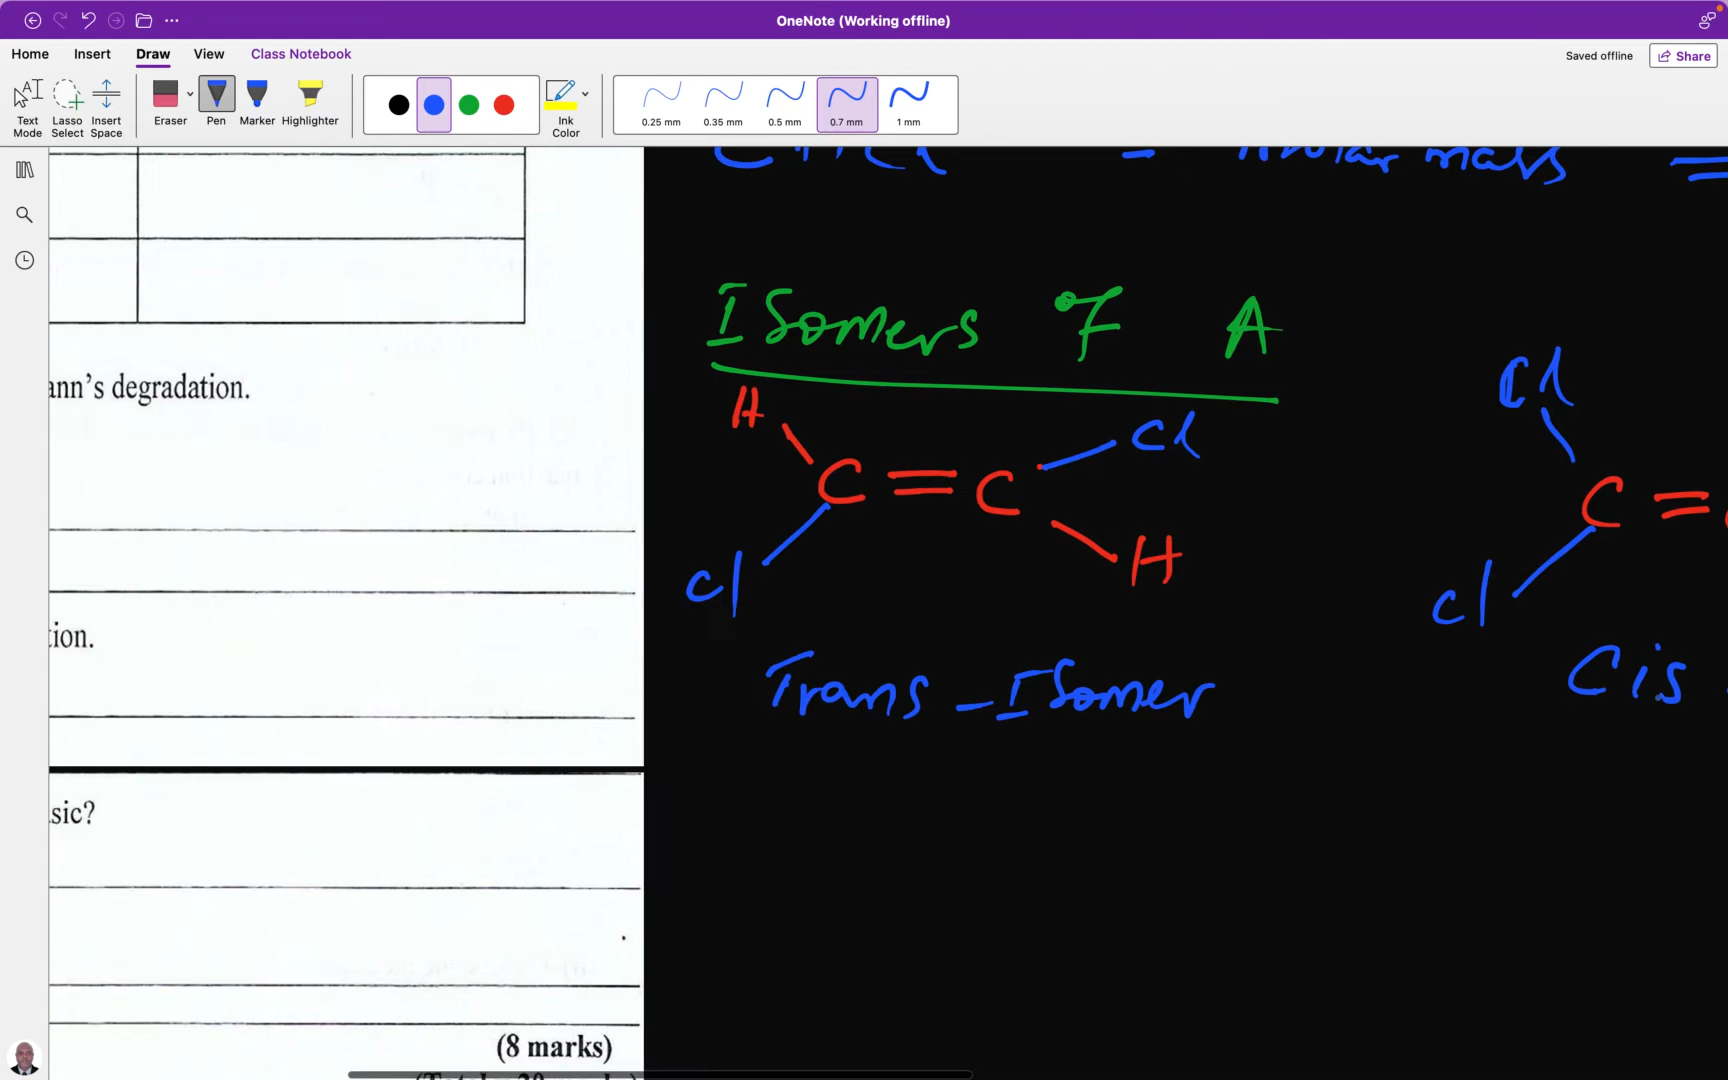 OneNote (Working offline)
Home Insert Draw View Class Notebook
Saved offline Share
Text Mode
Lasso Select
Insert Space
Eraser
Pen
Marker
Highlighter
Ink Color
0.25 mm 0.35 mm 0.5 mm 0.7 mm 1 mm
molar mass =
Isomers of A
ann's degradation.
H
Cl
C = C
Cl
H
Cl
C =
Cl
tion.
Trans - Isomer
Cis
sic?
(8 marks)